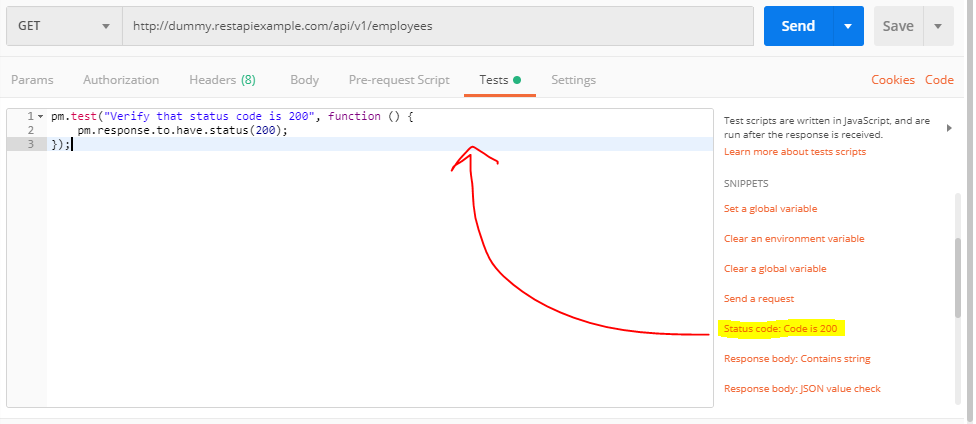 GET http://dummy.restapiexample.com/api/v1/employees Send Save
Params Authorization Headers (8) Body Pre-request Script Tests Settings Cookies Code
1 pm.test("Verify that status code is 200", function () {
2 pm.response.to.have.status(200);
3 });
Test scripts are written in JavaScript, and are
run after the response is received.
Learn more about tests scripts
SNIPPETS
Set a global variable
Clear an environment variable
Clear a global variable
Send a request
Status code: Code is 200
Response body: Contains string
Response body: JSON value check